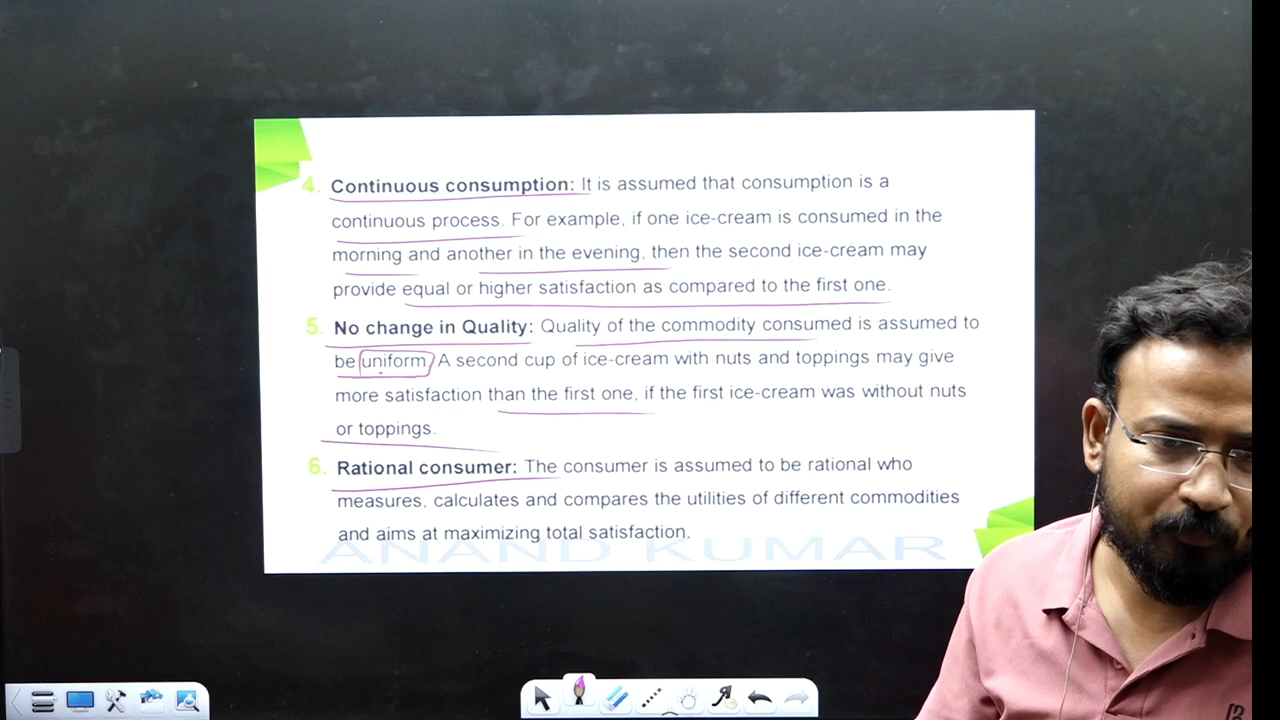 4. Continuous consumption: It is assumed that consumption is a
continuous process. For example, if one ice-cream is consumed in the
morning and another in the evening, then the second ice-cream may
provide equal or higher satisfaction as compared to the first one.
5. No change in Quality: Quality of the commodity consumed is assumed to
be uniform. A second cup of ice-cream with nuts and toppings may give
more satisfaction than the first one, if the first ice-cream was without nuts
or toppings.
6. Rational consumer: The consumer is assumed to be rational who
measures, calculates and compares the utilities of different commodities
and aims at maximizing total satisfaction.
ANAND KUMAR